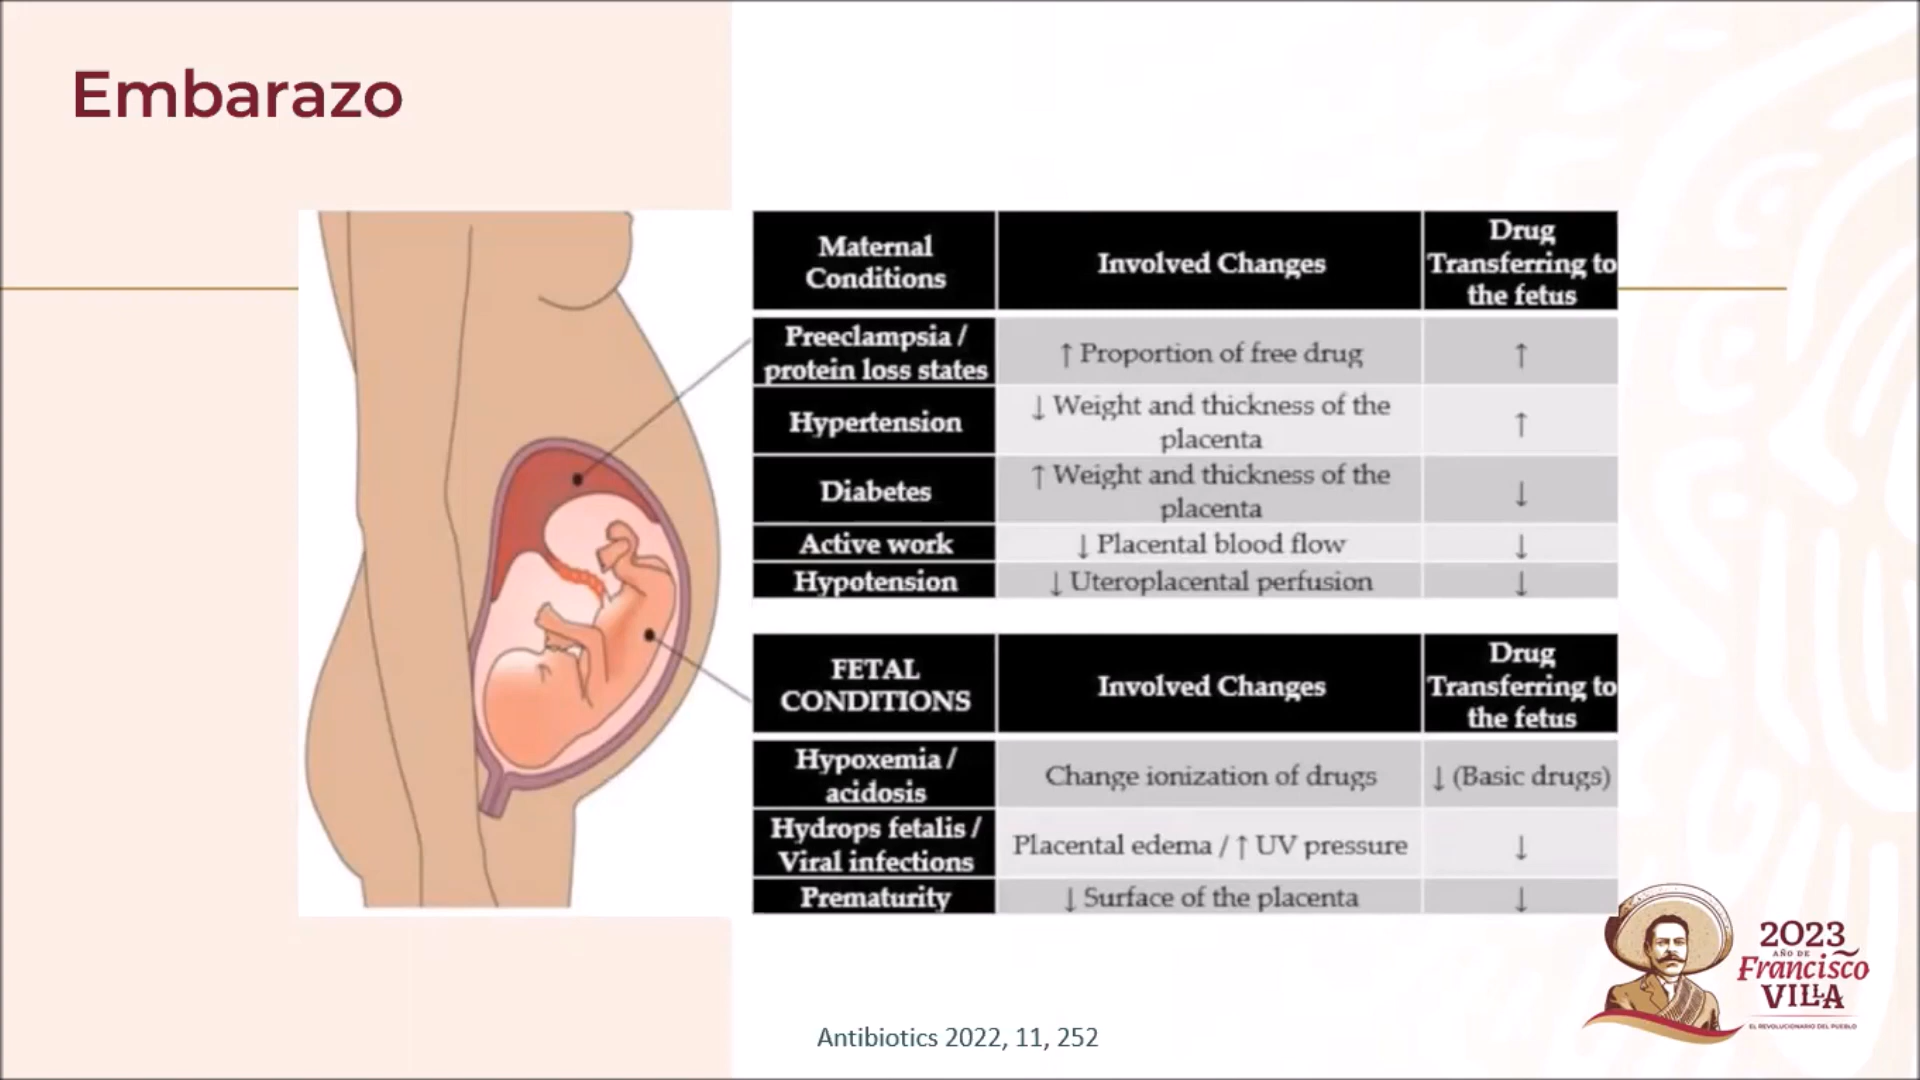 Embarazo
Maternal
Conditions
Involved Changes
Drug
Transferring to
the fetus
Preeclampsia /
protein loss states
↑ Proportion of free drug
↑
Hypertension
↓ Weight and thickness of the
placenta
↑
Diabetes
↑ Weight and thickness of the
placenta
↓
Active work
↓ Placental blood flow
↓
Hypotension
↓ Uteroplacental perfusion
↓
FETAL
CONDITIONS
Involved Changes
Drug
Transferring to
the fetus
Hypoxemia /
acidosis
Change ionization of drugs
↓ (Basic drugs)
Hydrops fetalis /
Viral infections
Placental edema / ↑ UV pressure
↓
Prematurity
↓ Surface of the placenta
↓
2023
AÑO DE
Francisco
VILLA
EL REVOLUCIONARIO DEL PUEBLO
Antibiotics 2022, 11, 252